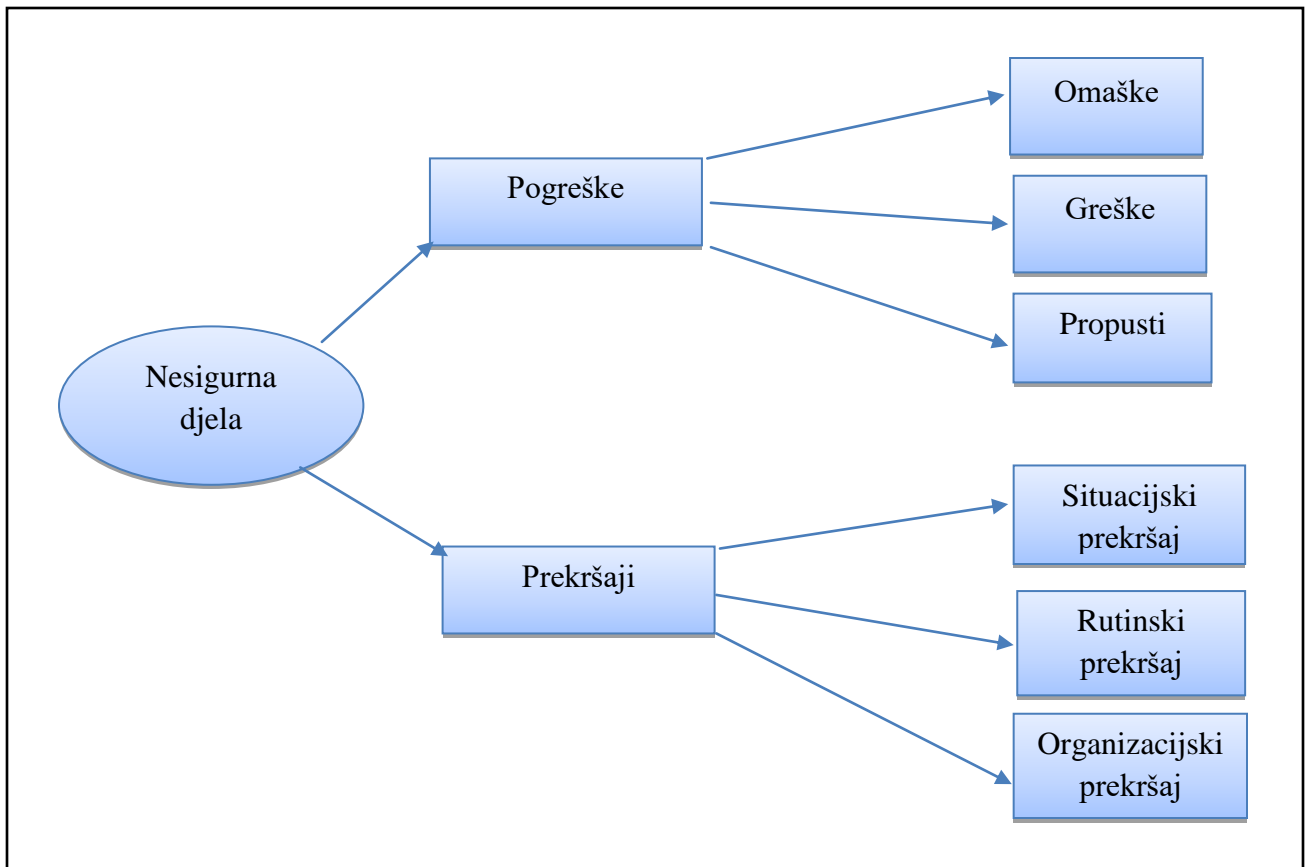 Nesigurna
djela
Pogreške
Omaške
Greške
Propusti
Prekršaji
Situacijski
prekršaj
Rutinski
prekršaj
Organizacijski
prekršaj